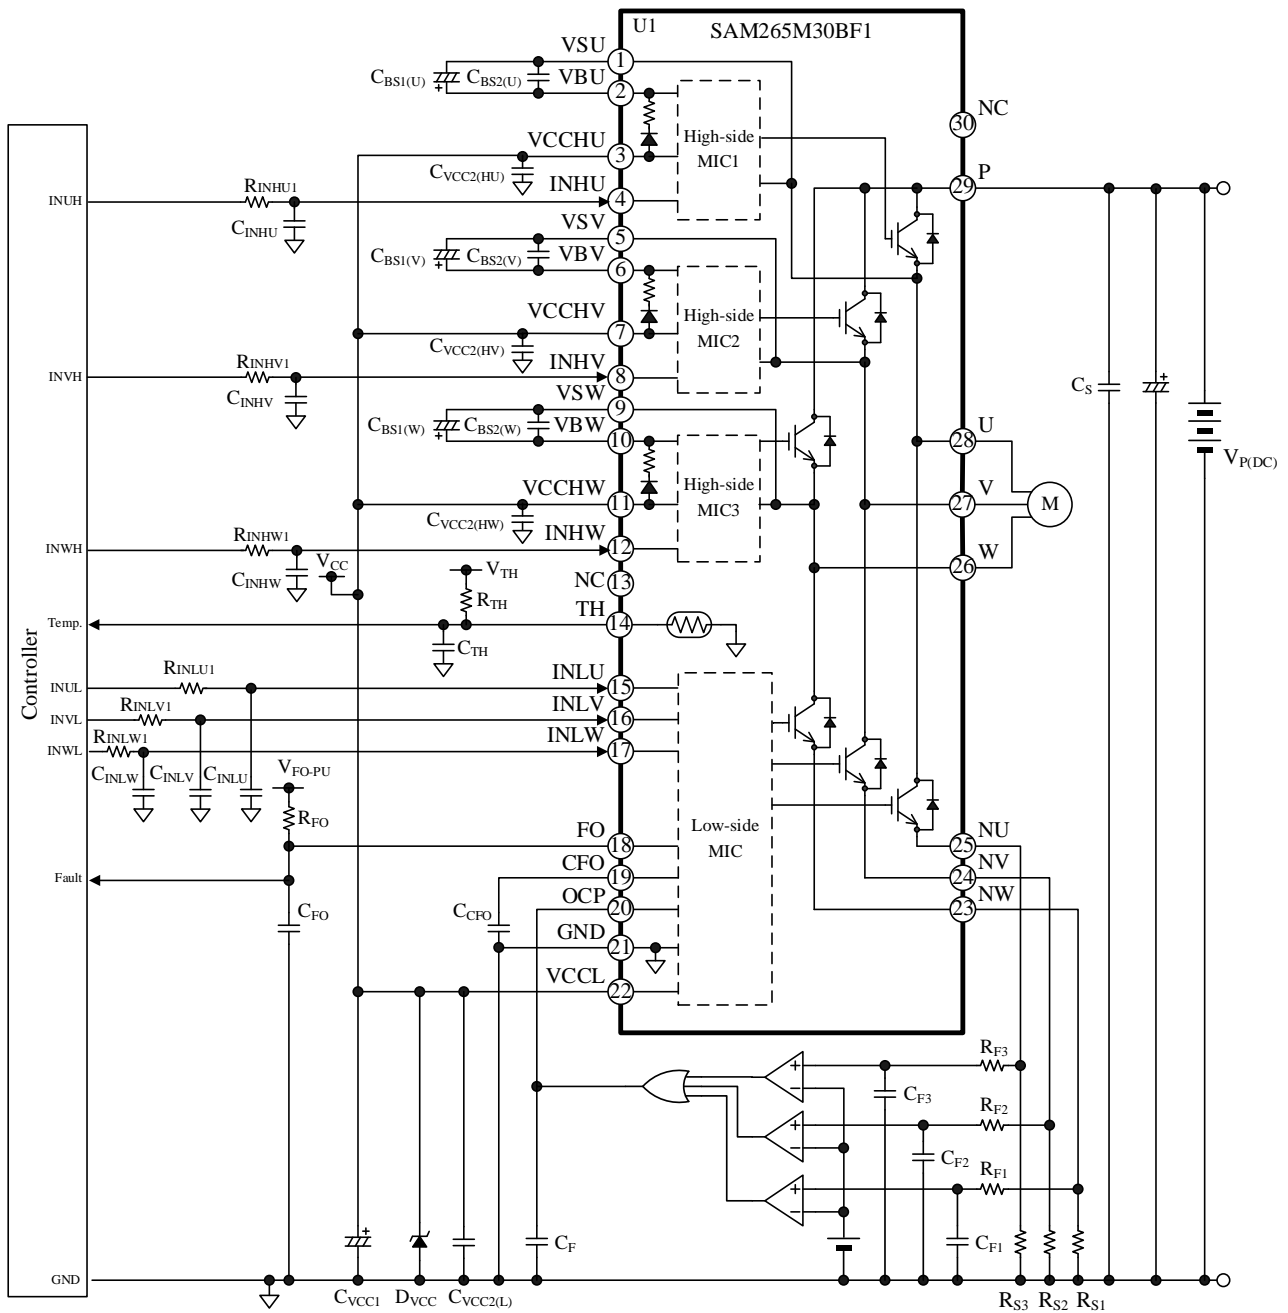 U1
SAM265M30BF1
VSU
1
CBS1(U)
CBS2(U)
VBU
2
NC
30
High-side
MIC1
VCCHU
3
P
29
CVCC2(HU)
RINHU1
INHU
4
INUH
CINHU
VSV
5
CBS1(V)
CBS2(V)
VBV
6
High-side
MIC2
VCCHV
7
CVCC2(HV)
RINHV1
INHV
8
INVH
CINHV
VSW
9
CS
CBS1(W)
CBS2(W)
VBW
10
U
28
VP(DC)
High-side
MIC3
VCCHW
11
V
27
M
CVCC2(HW)
RINHW1
INHW
12
INWH
VCC
CINHW
W
26
VTH
NC
13
RTH
TH
14
Temp.
CTH
Controller
RINLU1
INLU
15
INUL
RINLV1
INLV
16
INVL
RINLW1
INLW
17
INWL
CINLW
CINLV
CINLU
VFO-PU
RFO
Low-side
MIC
FO
18
NU
25
CFO
19
NV
24
Fault
OCP
20
NW
23
CFO
CCFO
GND
21
VCCL
22
RF3
CF3
RF2
CF2
RF1
CF
CF1
GND
CVCC1
DVCC
CVCC2(L)
RS3
RS2
RS1